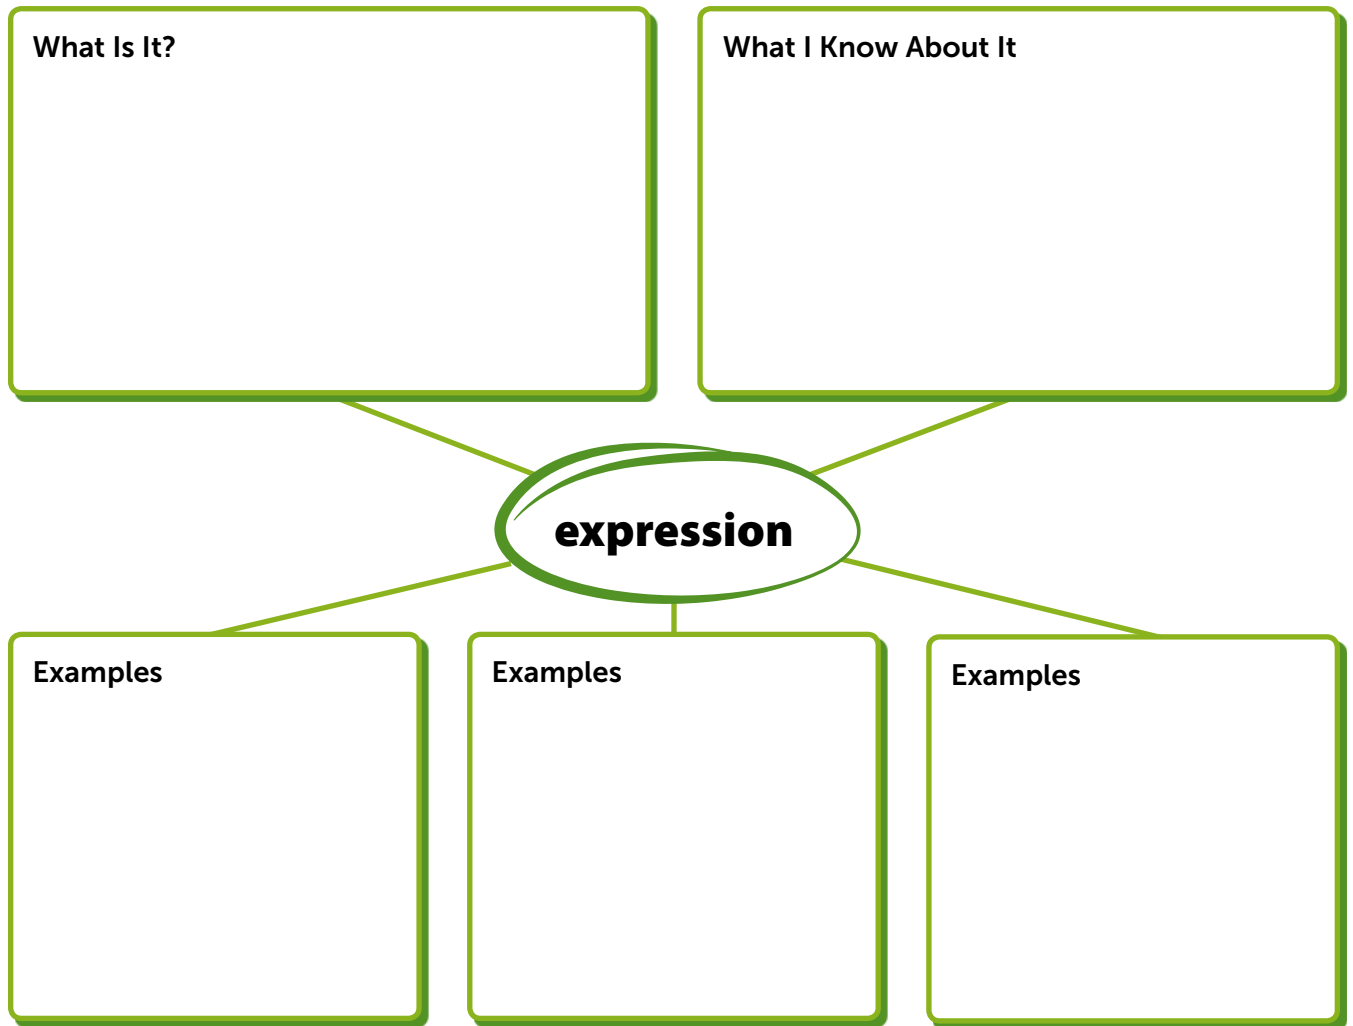 What Is It?
What I Know About It
expression
Examples
Examples
Examples